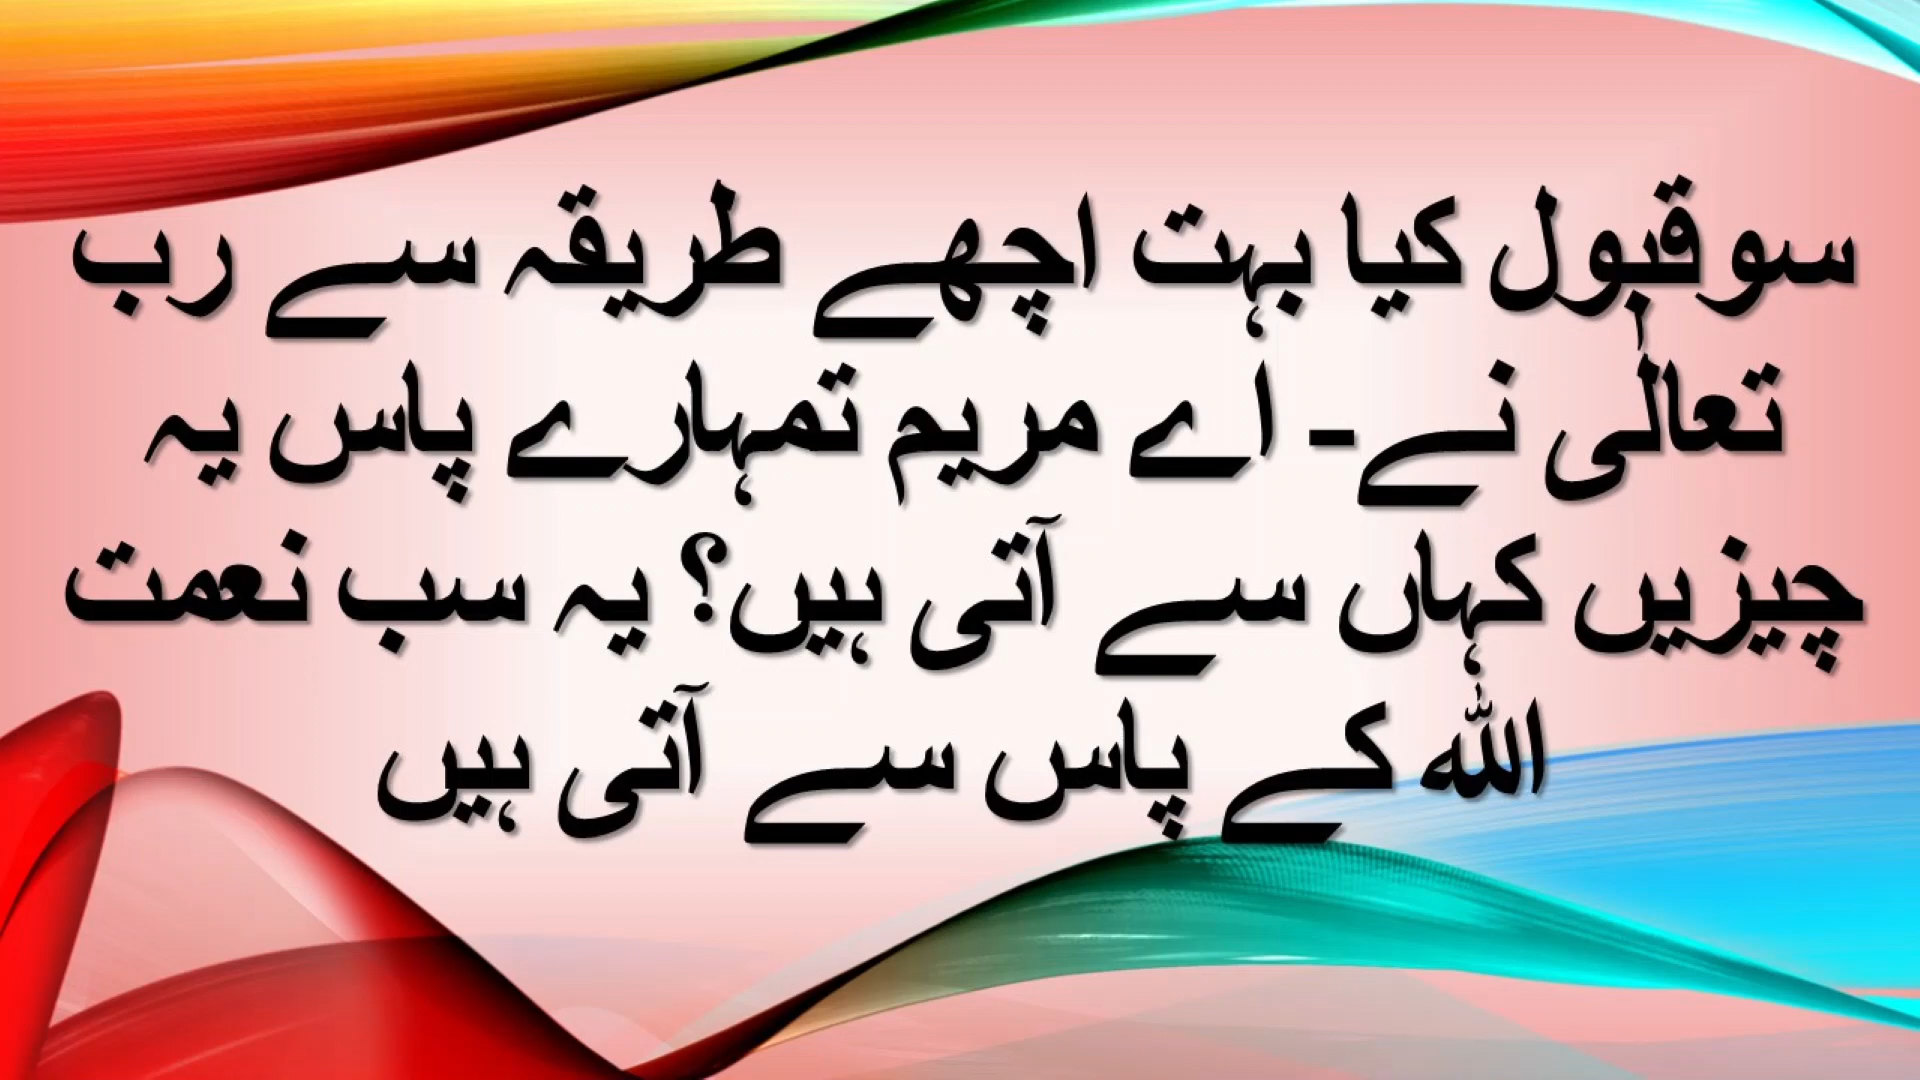 سو قبول کیا بہت اچھے طریقہ سے رب
تعالٰی نے۔ اے مریم تمہارے پاس یہ
چیزیں کہاں سے آتی ہیں؟ یہ سب نعمت
اللہ کے پاس سے آتی ہیں